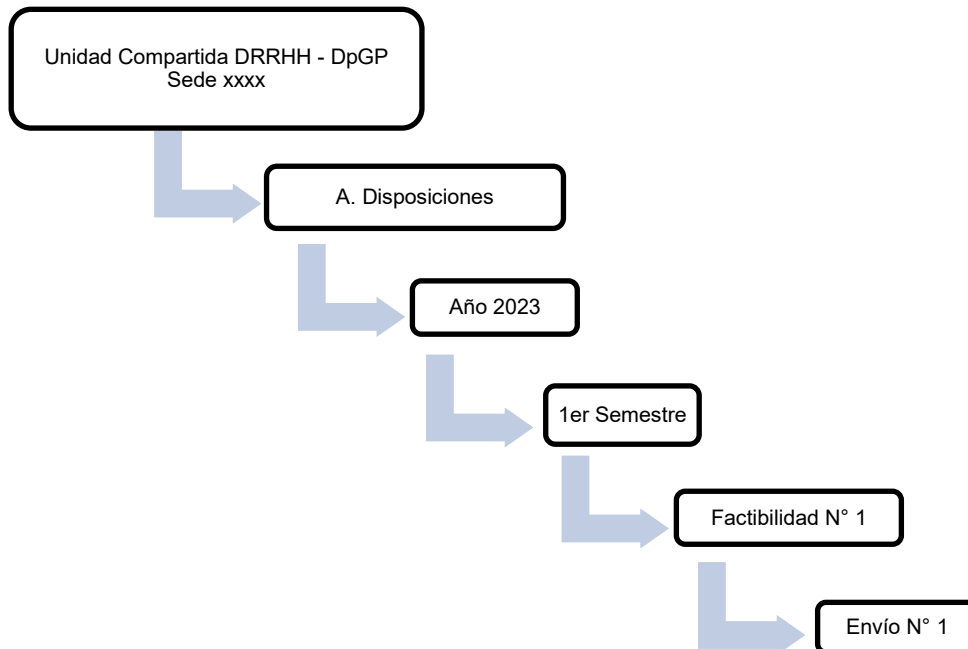 Unidad Compartida DRRHH - DpGP
Sede xxxx
A. Disposiciones
Año 2023
1er Semestre
Factibilidad N° 1
Envío N° 1